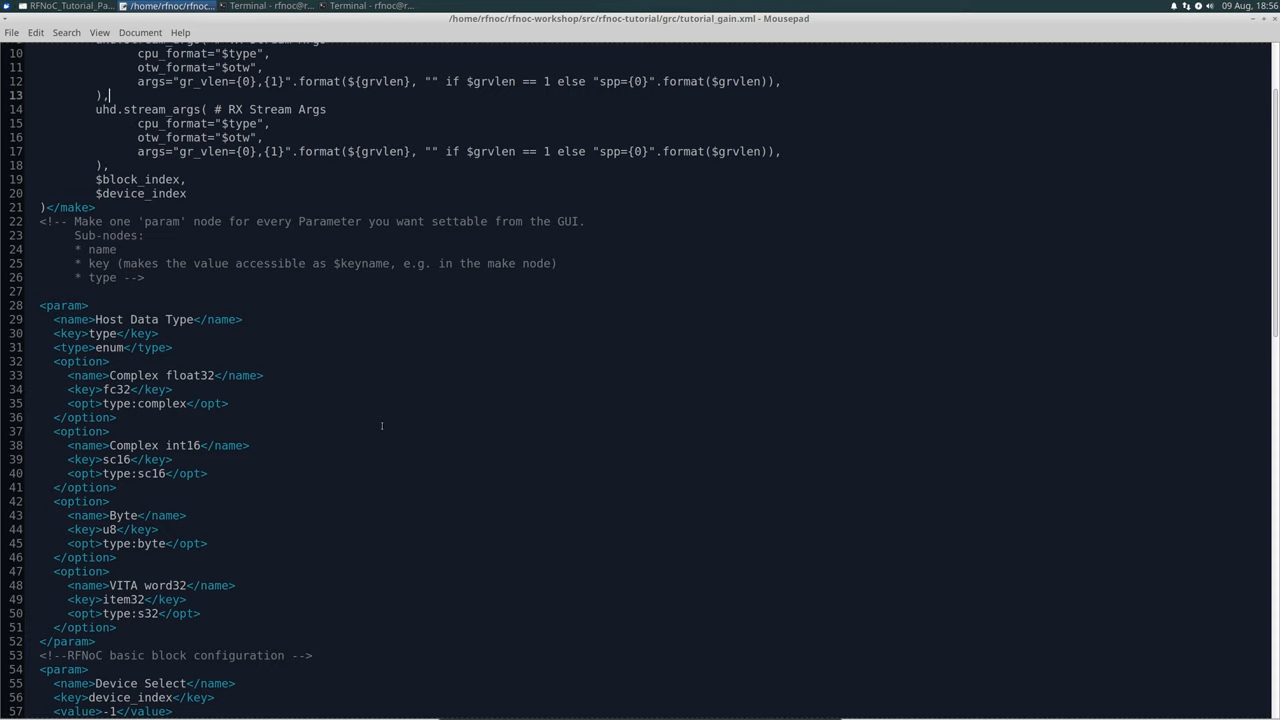 RFNoC_Tutorial_Pa... /home/rfnoc/rfnoc... Terminal - rfnoc@r... Terminal - rfnoc@r... 09 Aug, 18:56
/home/rfnoc/rfnoc-workshop/src/rfnoc-tutorial/grc/tutorial_gain.xml - Mousepad
File Edit Search View Document Help
10 cpu_format="$type",
11 otw_format="$otw",
12 args="gr_vlen={0},{1}".format(${grvlen}, "" if $grvlen == 1 else "spp={0}".format($grvlen)),
13 ),
14 uhd.stream_args( # RX Stream Args
15 cpu_format="$type",
16 otw_format="$otw",
17 args="gr_vlen={0},{1}".format(${grvlen}, "" if $grvlen == 1 else "spp={0}".format($grvlen)),
18 ),
19 $block_index,
20 $device_index
21 )</make>
22 <!-- Make one 'param' node for every Parameter you want settable from the GUI.
23 Sub-nodes:
24 * name
25 * key (makes the value accessible as $keyname, e.g. in the make node)
26 * type -->
27
28 <param>
29 <name>Host Data Type</name>
30 <key>type</key>
31 <type>enum</type>
32 <option>
33 <name>Complex float32</name>
34 <key>fc32</key>
35 <opt>type:complex</opt>
36 </option>
37 <option>
38 <name>Complex int16</name>
39 <key>sc16</key>
40 <opt>type:sc16</opt>
41 </option>
42 <option>
43 <name>Byte</name>
44 <key>u8</key>
45 <opt>type:byte</opt>
46 </option>
47 <option>
48 <name>VITA word32</name>
49 <key>item32</key>
50 <opt>type:s32</opt>
51 </option>
52 </param>
53 <!--RFNoC basic block configuration -->
54 <param>
55 <name>Device Select</name>
56 <key>device_index</key>
57 <value>-1</value>